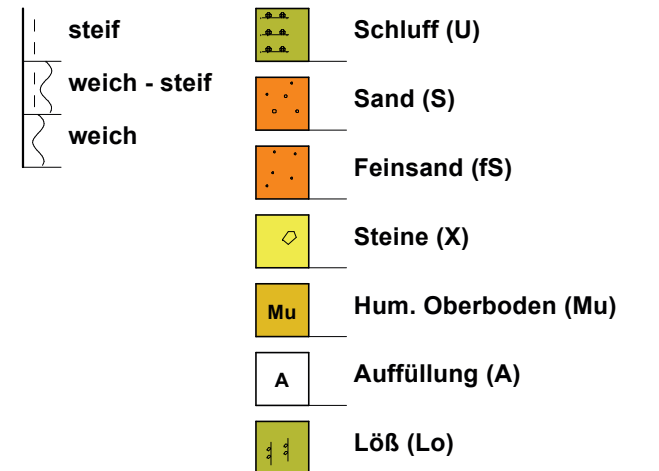 steif
weich - steif
weich
Schluff (U)
Sand (S)
Feinsand (fS)
Steine (X)
Mu Hum. Oberboden (Mu)
A Auffüllung (A)
Löß (Lo)